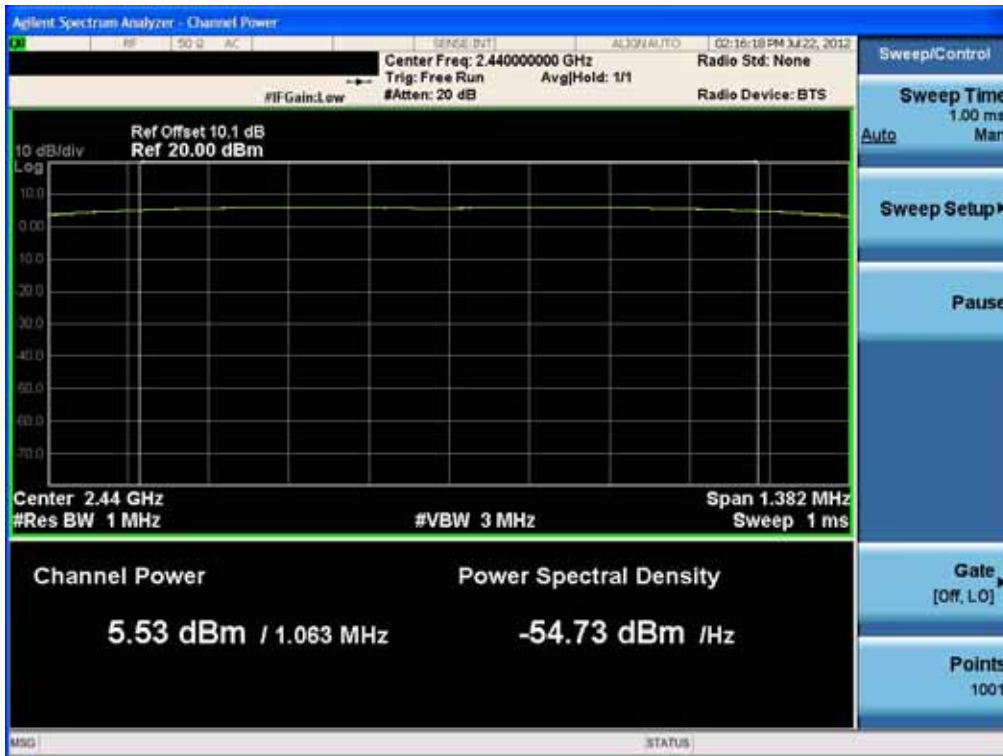 Agilent Spectrum Analyzer - Channel Power
RF 50 Ω AC SENSE:INT ALIGN AUTO 02:16:18 PM Jul 22, 2012
Center Freq: 2.440000000 GHz Radio Std: None
Trig: Free Run Avg|Hold: 1/1
#IFGain:Low #Atten: 20 dB Radio Device: BTS
Ref Offset 10.1 dB
10 dB/div Ref 20.00 dBm
Log
10.0
0.00
-10.0
-20.0
-30.0
-40.0
-50.0
-60.0
-70.0
Center 2.44 GHz Span 1.382 MHz
#Res BW 1 MHz #VBW 3 MHz Sweep 1 ms
Channel Power Power Spectral Density
5.53 dBm / 1.063 MHz -54.73 dBm /Hz
MSG STATUS
Sweep/Control
Sweep Time
1.00 ms
Auto Man
Sweep Setup
Pause
Gate
[Off, LO]
Points
1001